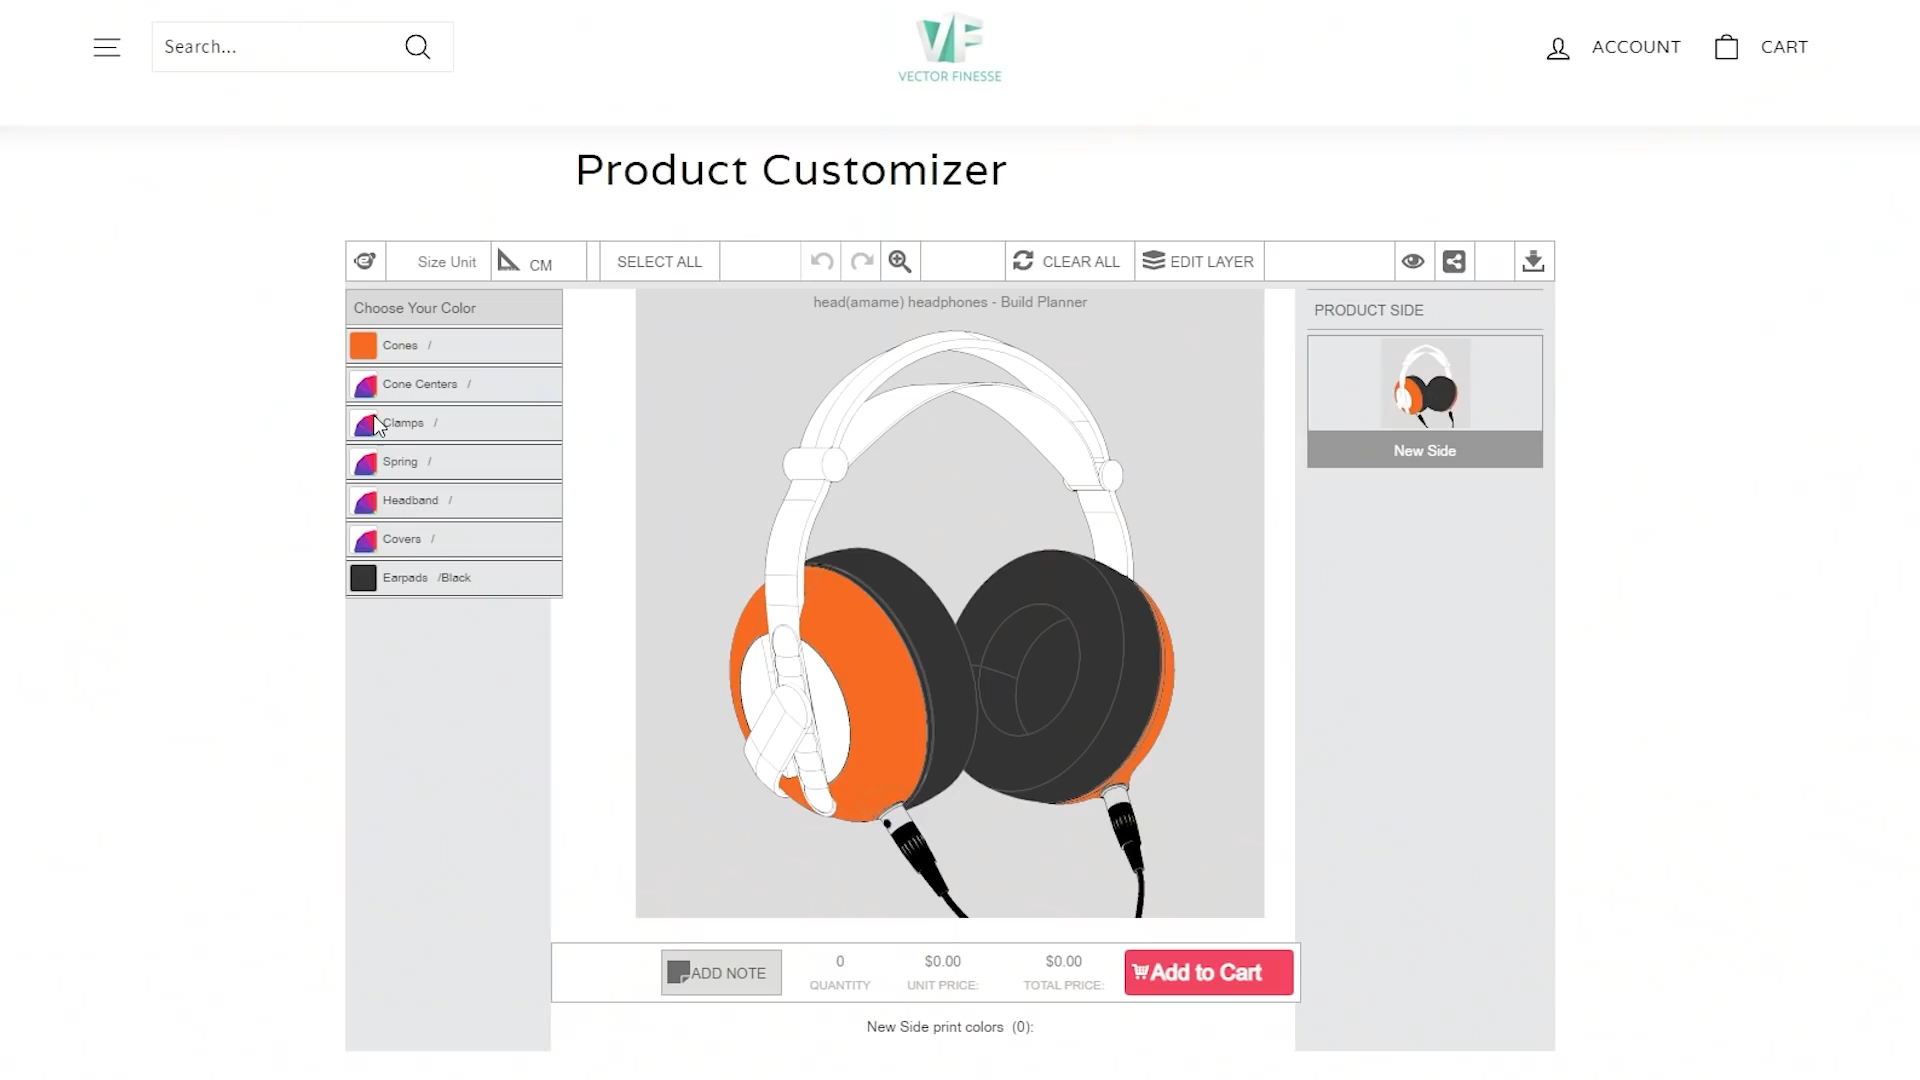 Search...
VF
VECTOR FINESSE
ACCOUNT
CART
Product Customizer
Size Unit
CM
SELECT ALL
CLEAR ALL
EDIT LAYER
Choose Your Color
Cones /
Cone Centers /
Clamps /
Spring /
Headband /
Covers /
Earpads /Black
head(amame) headphones - Build Planner
PRODUCT SIDE
New Side
ADD NOTE
0
QUANTITY
$0.00
UNIT PRICE:
$0.00
TOTAL PRICE:
Add to Cart
New Side print colors (0):